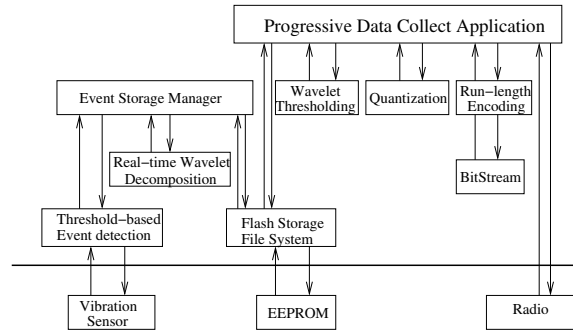 Progressive Data Collect Application
Event Storage Manager
Wavelet
Thresholding
Quantization
Run-length
Encoding
Real-time Wavelet
Decomposition
BitStream
Threshold-based
Event detection
Flash Storage
File System
Vibration
Sensor
EEPROM
Radio